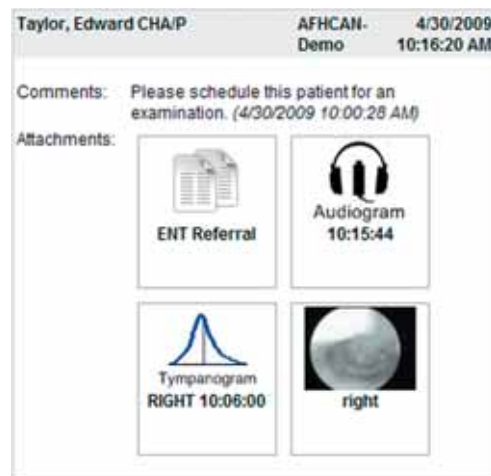 Taylor, Edward CHA/P AFHCAN- 4/30/2009
Demo 10:16:20 AM
Comments: Please schedule this patient for an
examination. (4/30/2009 10:00:28 AM)
Attachments:
ENT Referral
Audiogram
10:15:44
Tympanogram
RIGHT 10:06:00
right